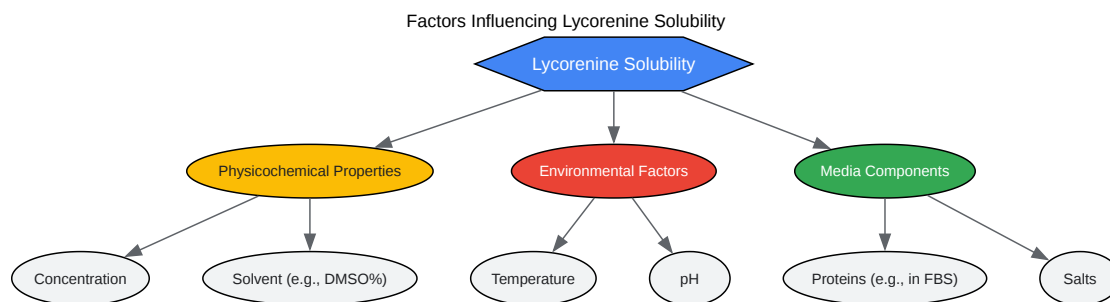 Factors Influencing Lycorenine Solubility
Lycorenine Solubility
Physicochemical Properties
Environmental Factors
Media Components
Concentration
Solvent (e.g., DMSO%)
Temperature
pH
Proteins (e.g., in FBS)
Salts